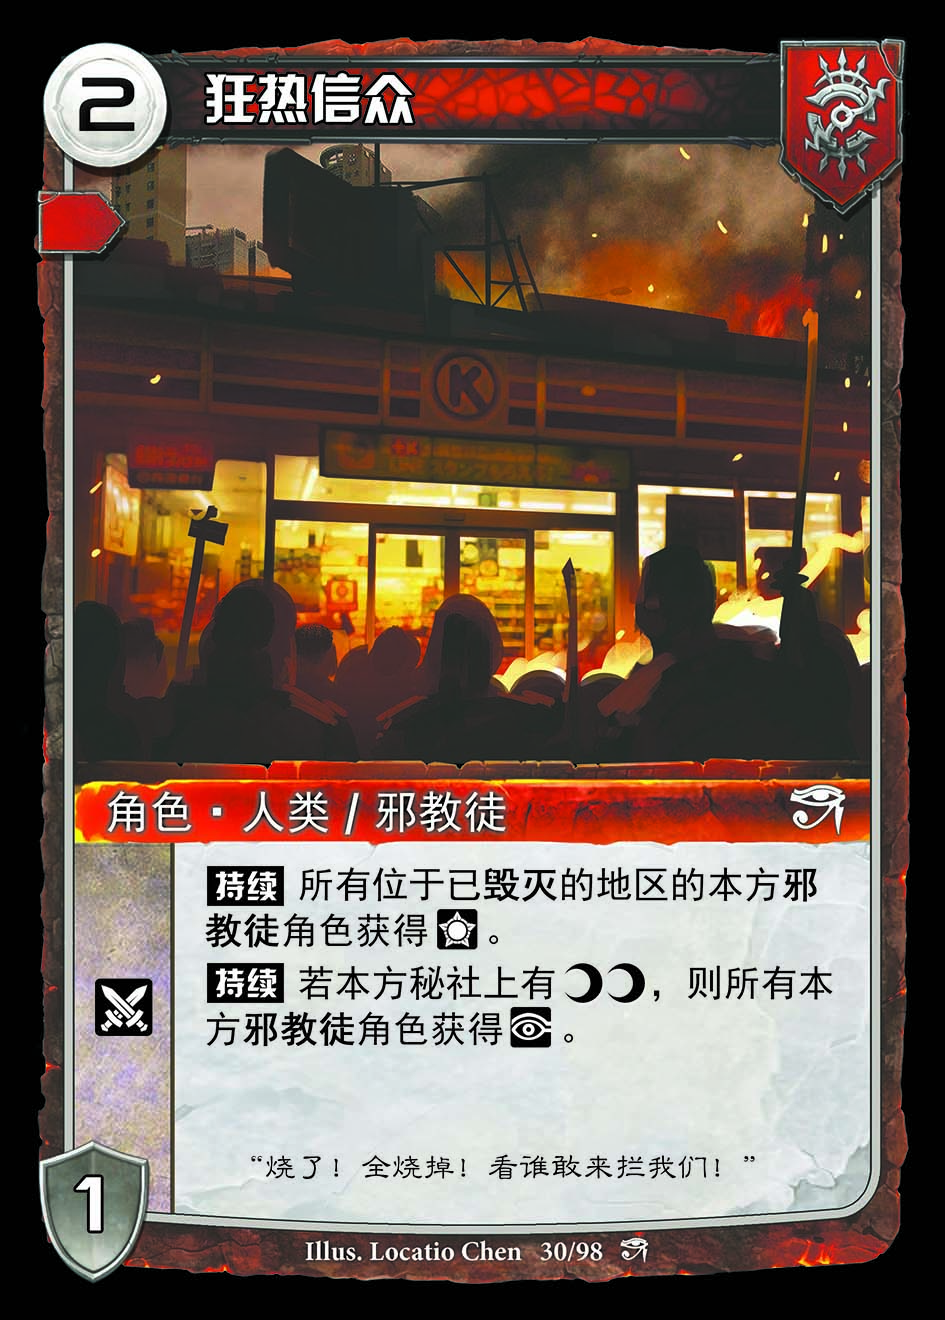 2
狂热信众
K
角色·人类 / 邪教徒
持续 所有位于已毁灭的地区的本方邪
教徒角色获得。
持续 若本方秘社上有，则所有本
方邪教徒角色获得。
“烧了！全烧掉！看谁敢来拦我们！”
1
Illus. Locatio Chen 30/98